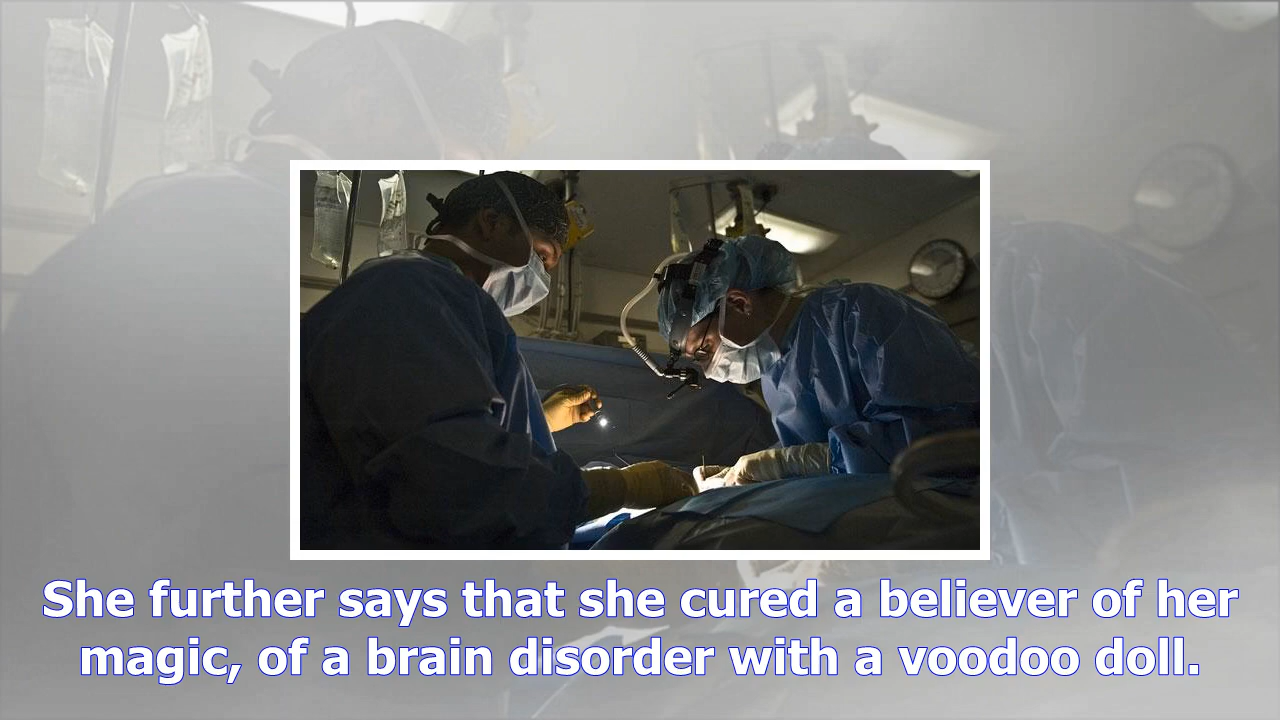 She further says that she cured a believer of her
magic, of a brain disorder with a voodoo doll.